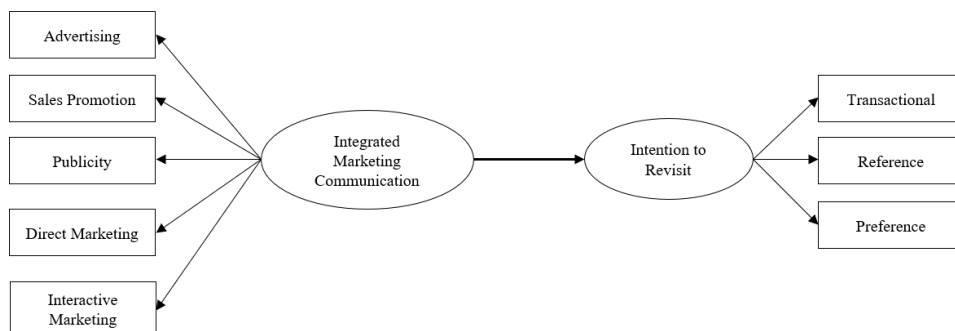 Advertising
Sales Promotion
Publicity
Direct Marketing
Interactive
Marketing
Integrated
Marketing
Communication
Intention to
Revisit
Transactional
Reference
Preference